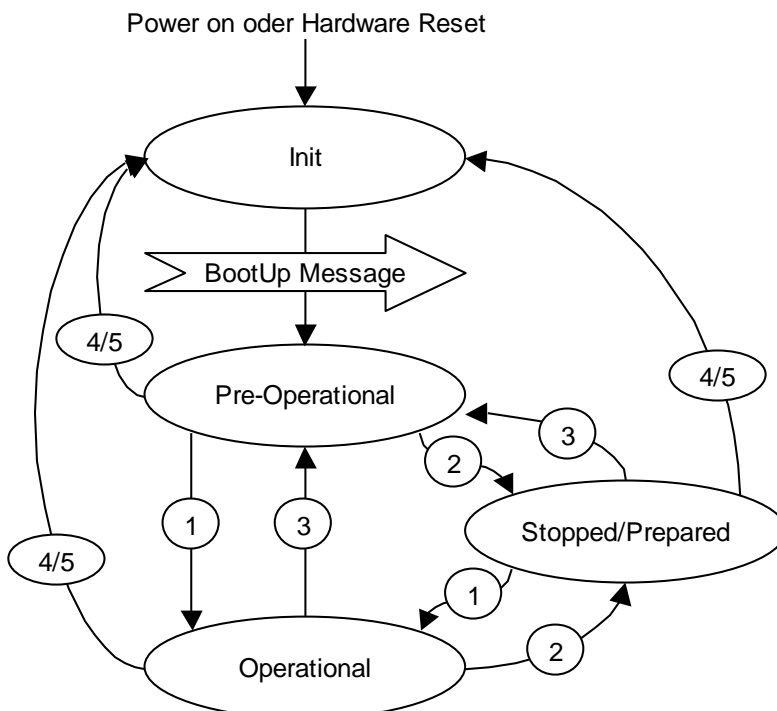 Power on oder Hardware Reset
Init
BootUp Message
4/5
4/5
Pre-Operational
3
2
1
3
Stopped/Prepared
4/5
1
2
Operational